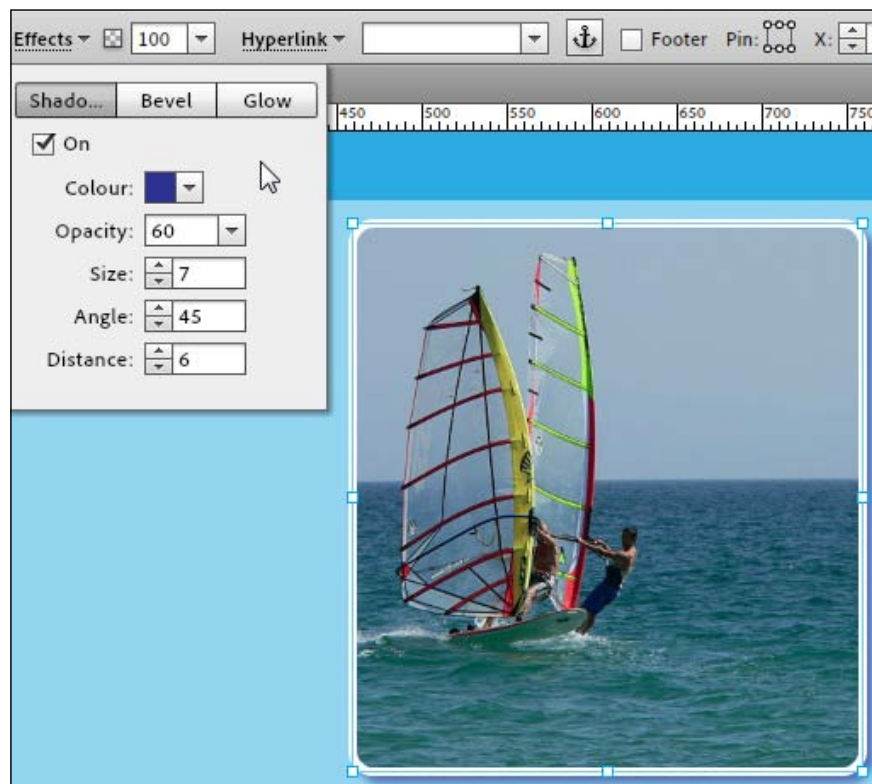 Effects 100 Hyperlink Footer Pin: X:
Shado... Bevel Glow
450 500 550 600 650 700 750
On
Colour:
Opacity: 60
Size: 7
Angle: 45
Distance: 6